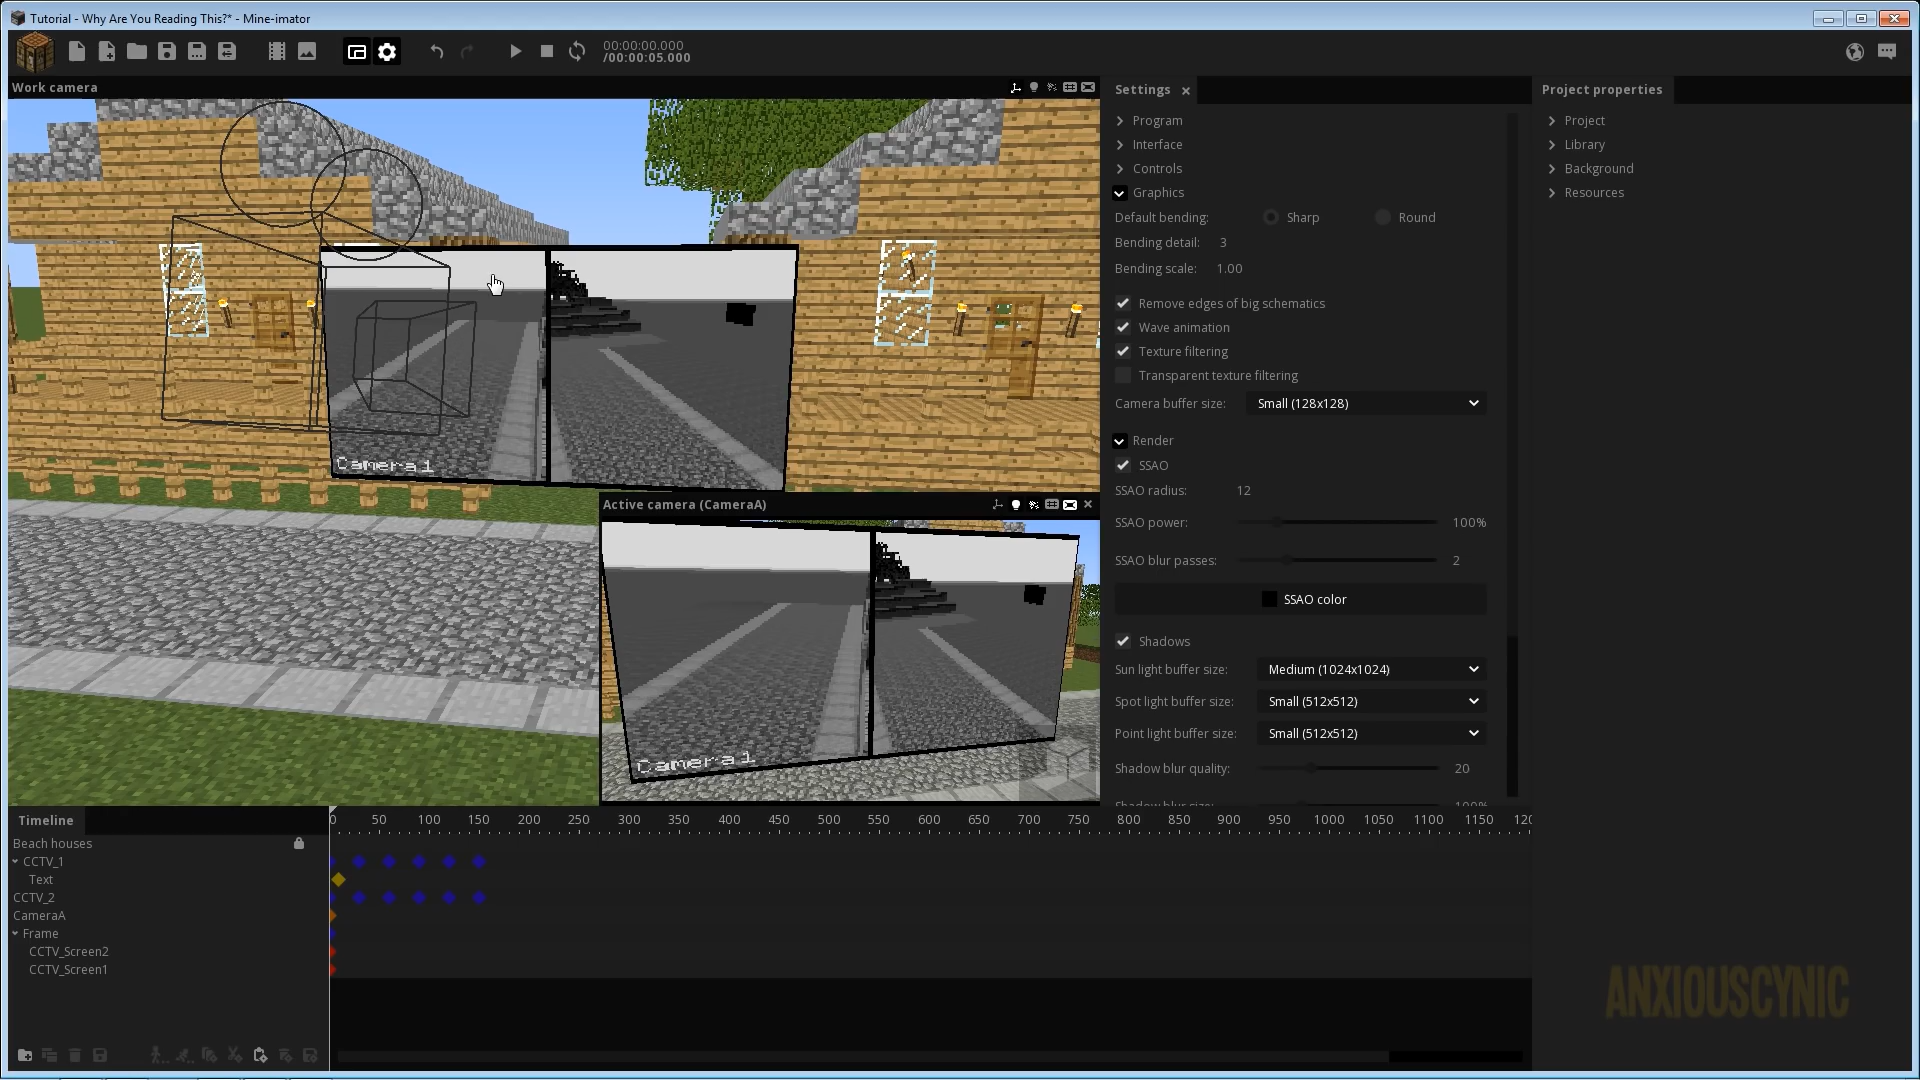 Tutorial - Why Are You Reading This?* - Mine-imator
00:00:00.000
/00:00:05.000
Work camera
Camera 1
Active camera (CameraA)
Camera 1
Settings
Program
Interface
Controls
Graphics
Default bending: Sharp Round
Bending detail: 3
Bending scale: 1.00
Remove edges of big schematics
Wave animation
Texture filtering
Transparent texture filtering
Camera buffer size: Small (128x128)
Render
SSAO
SSAO radius: 12
SSAO power: 100%
SSAO blur passes: 2
SSAO color
Shadows
Sun light buffer size: Medium (1024x1024)
Spot light buffer size: Small (512x512)
Point light buffer size: Small (512x512)
Shadow blur quality: 20
Shadow blur size: 100%
Project properties
Project
Library
Background
Resources
Timeline
0 50 100 150 200 250 300 350 400 450 500 550 600 650 700 750 800 850 900 950 1000 1050 1100 1150 120
Beach houses
CCTV_1
Text
CCTV_2
CameraA
Frame
CCTV_Screen2
CCTV_Screen1
ANXIOUSCYNIC